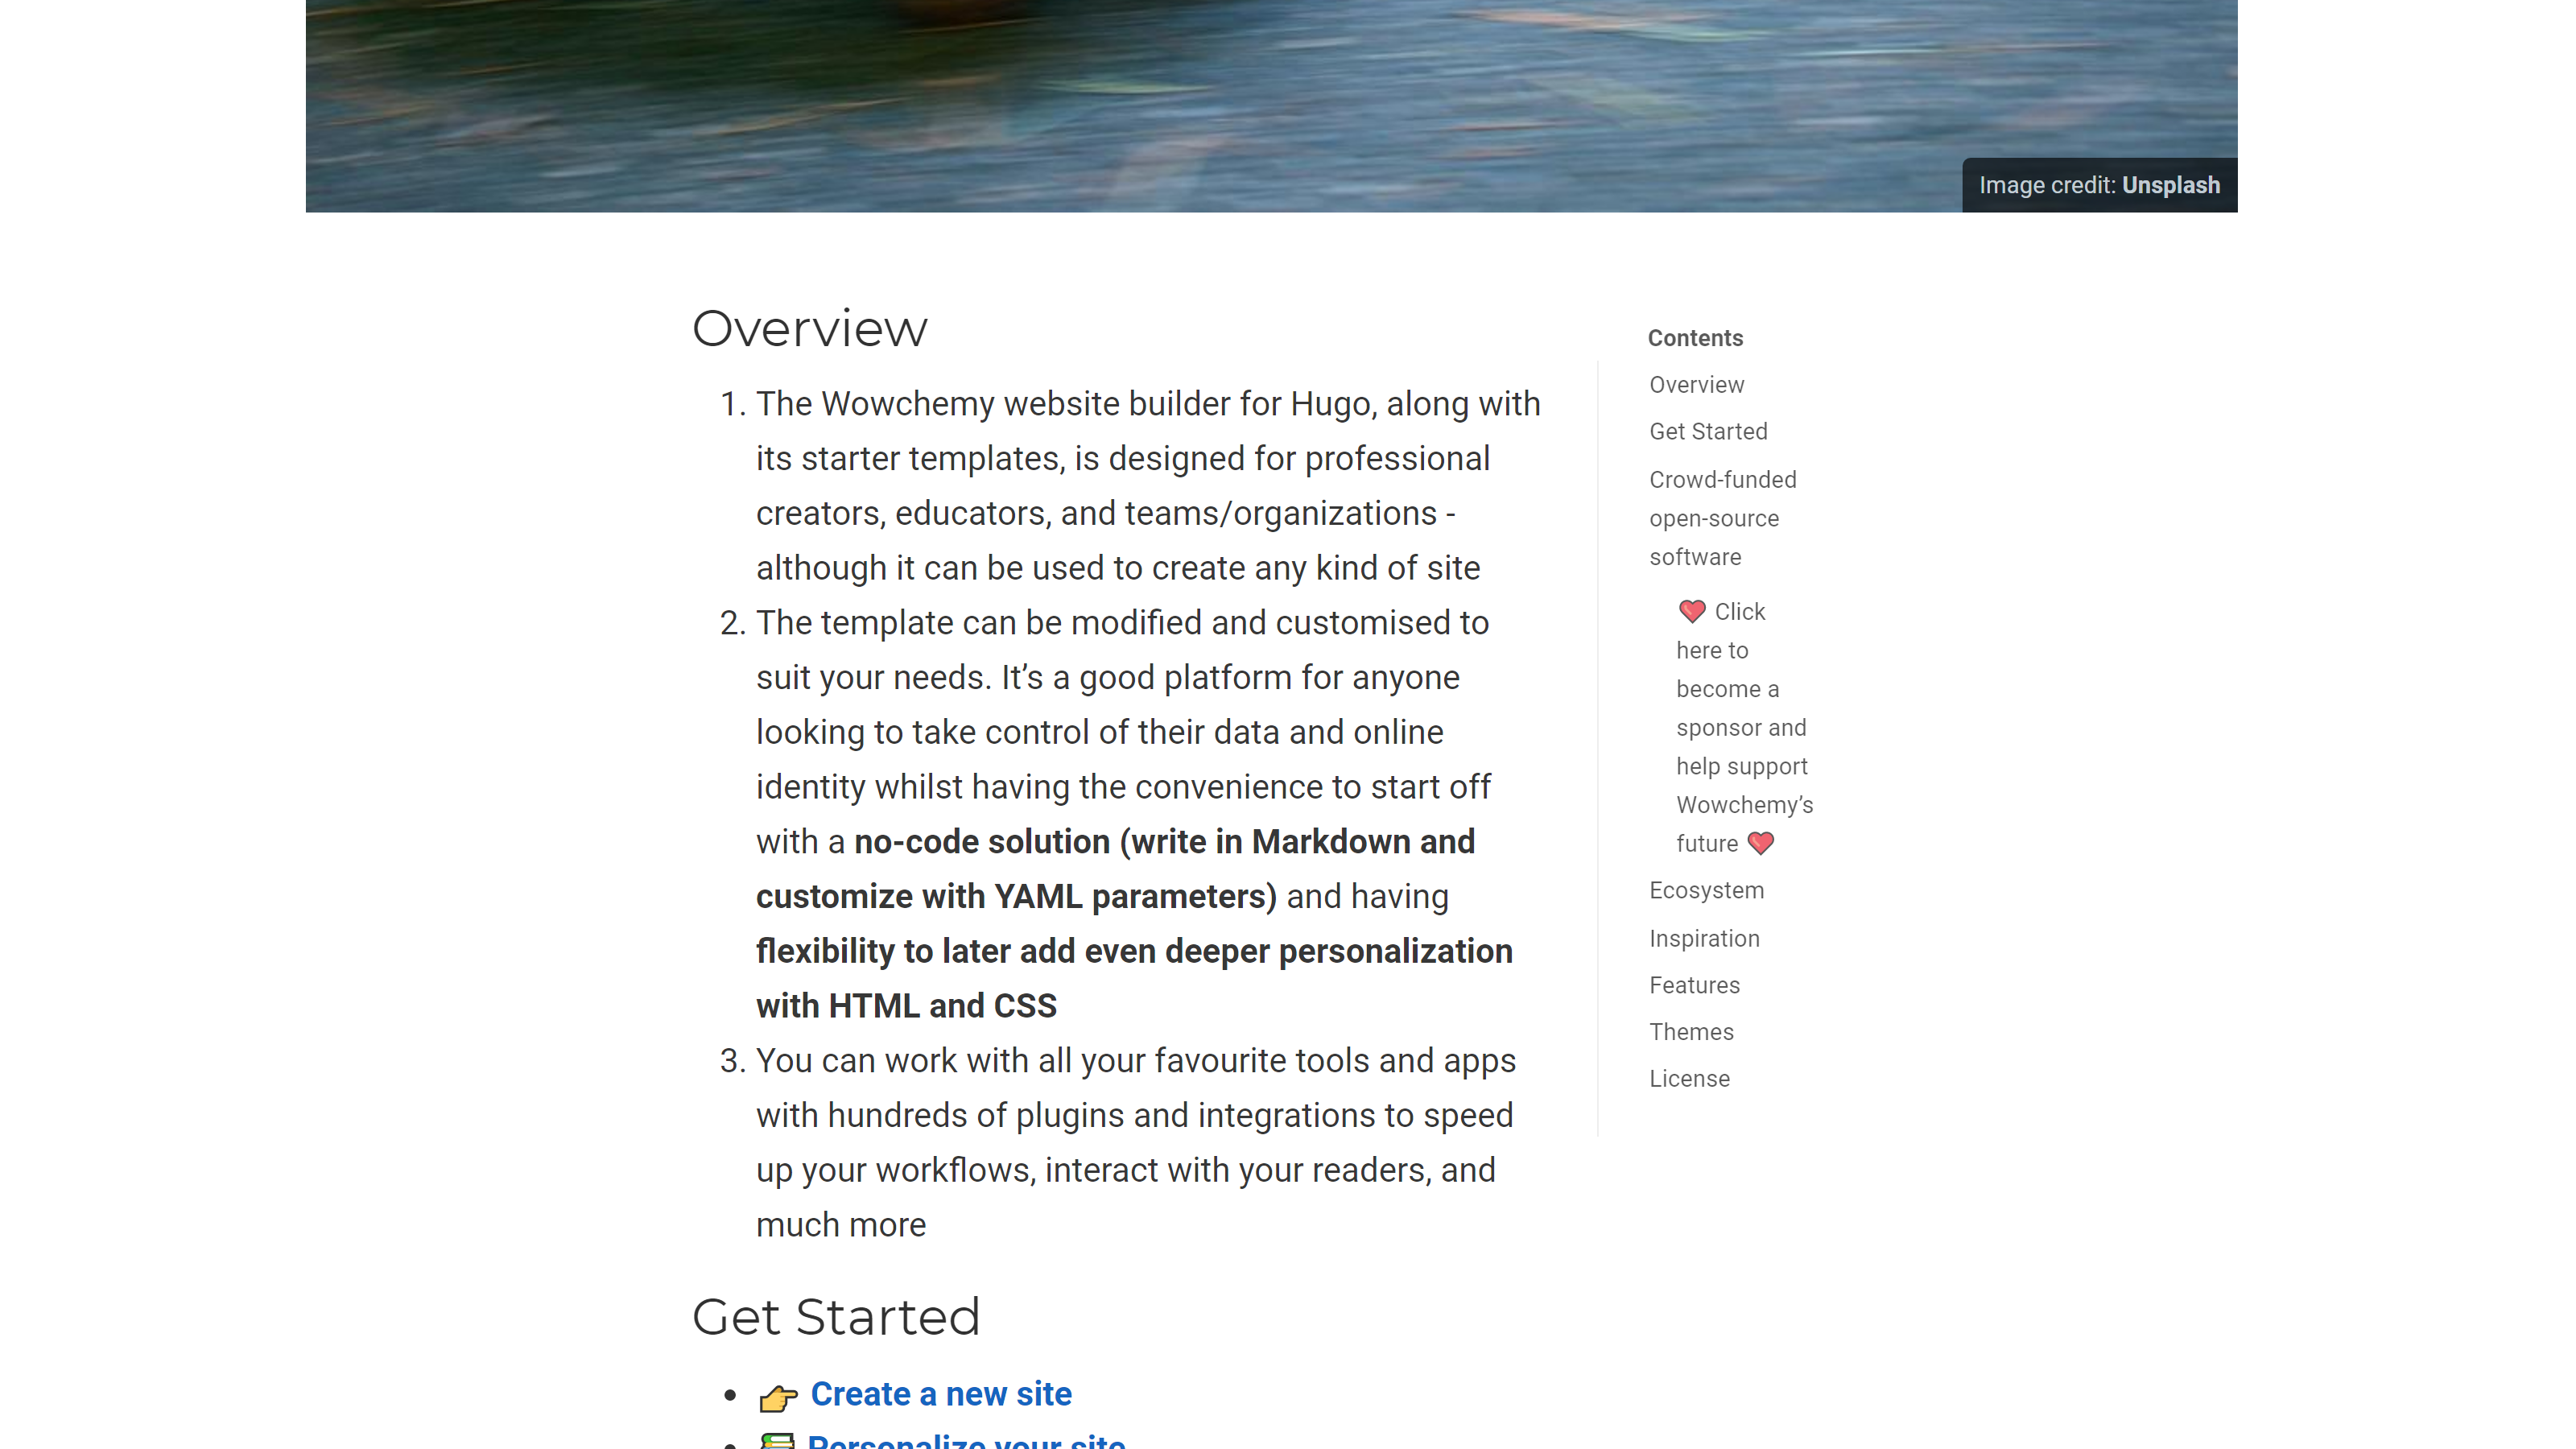 Image credit: Unsplash
Overview
1. The Wowchemy website builder for Hugo, along with
its starter templates, is designed for professional
creators, educators, and teams/organizations -
although it can be used to create any kind of site
2. The template can be modified and customised to
suit your needs. It’s a good platform for anyone
looking to take control of their data and online
identity whilst having the convenience to start off
with a no-code solution (write in Markdown and
customize with YAML parameters) and having
flexibility to later add even deeper personalization
with HTML and CSS
3. You can work with all your favourite tools and apps
with hundreds of plugins and integrations to speed
up your workflows, interact with your readers, and
much more
Get Started
Create a new site
Personalize your site
Contents
Overview
Get Started
Crowd-funded
open-source
software
Click
here to
become a
sponsor and
help support
Wowchemy’s
future
Ecosystem
Inspiration
Features
Themes
License